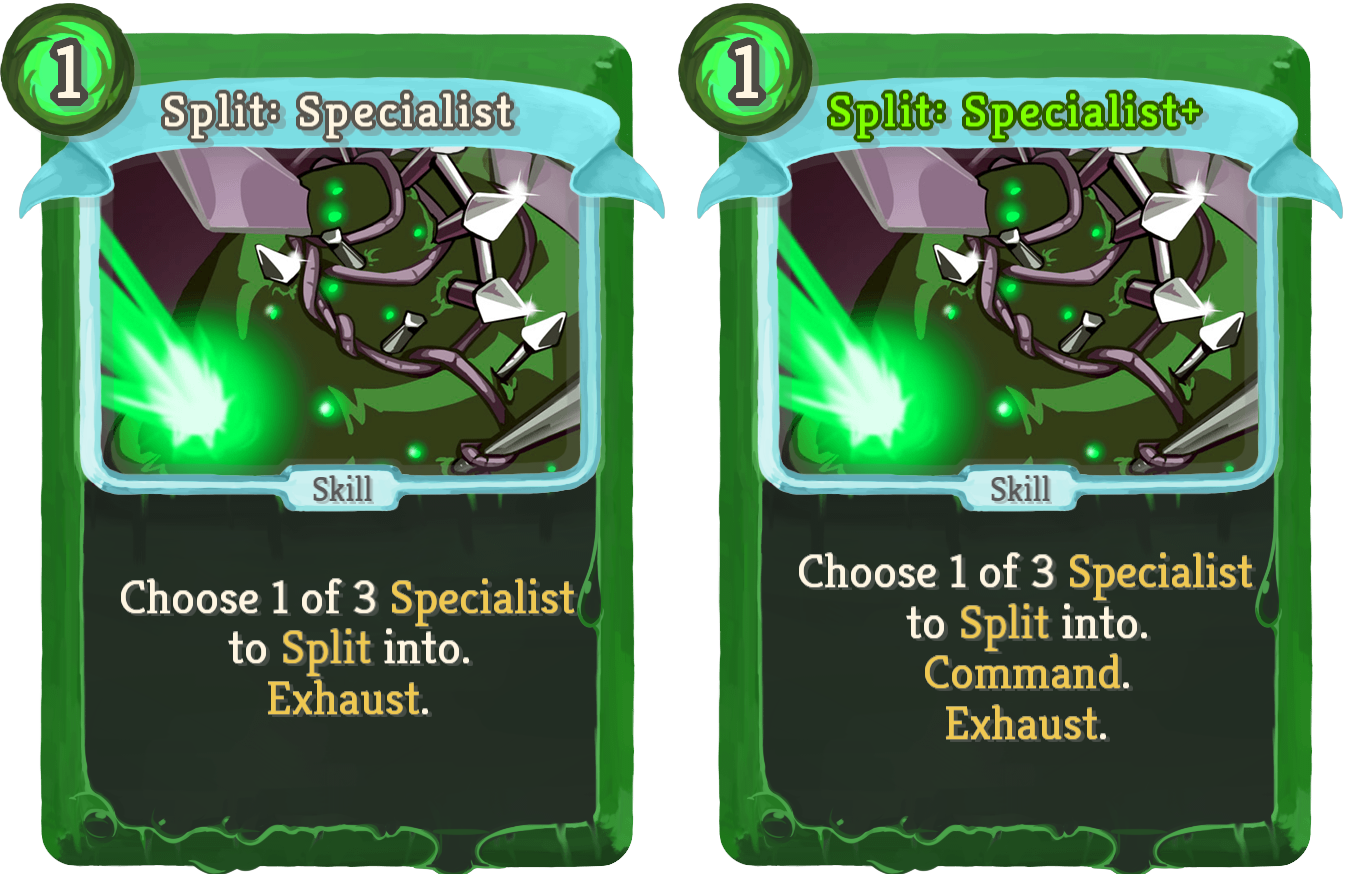 1
Split: Specialist
Skill
Choose 1 of 3 Specialist
to Split into.
Exhaust.
1
Split: Specialist+
Skill
Choose 1 of 3 Specialist
to Split into.
Command.
Exhaust.